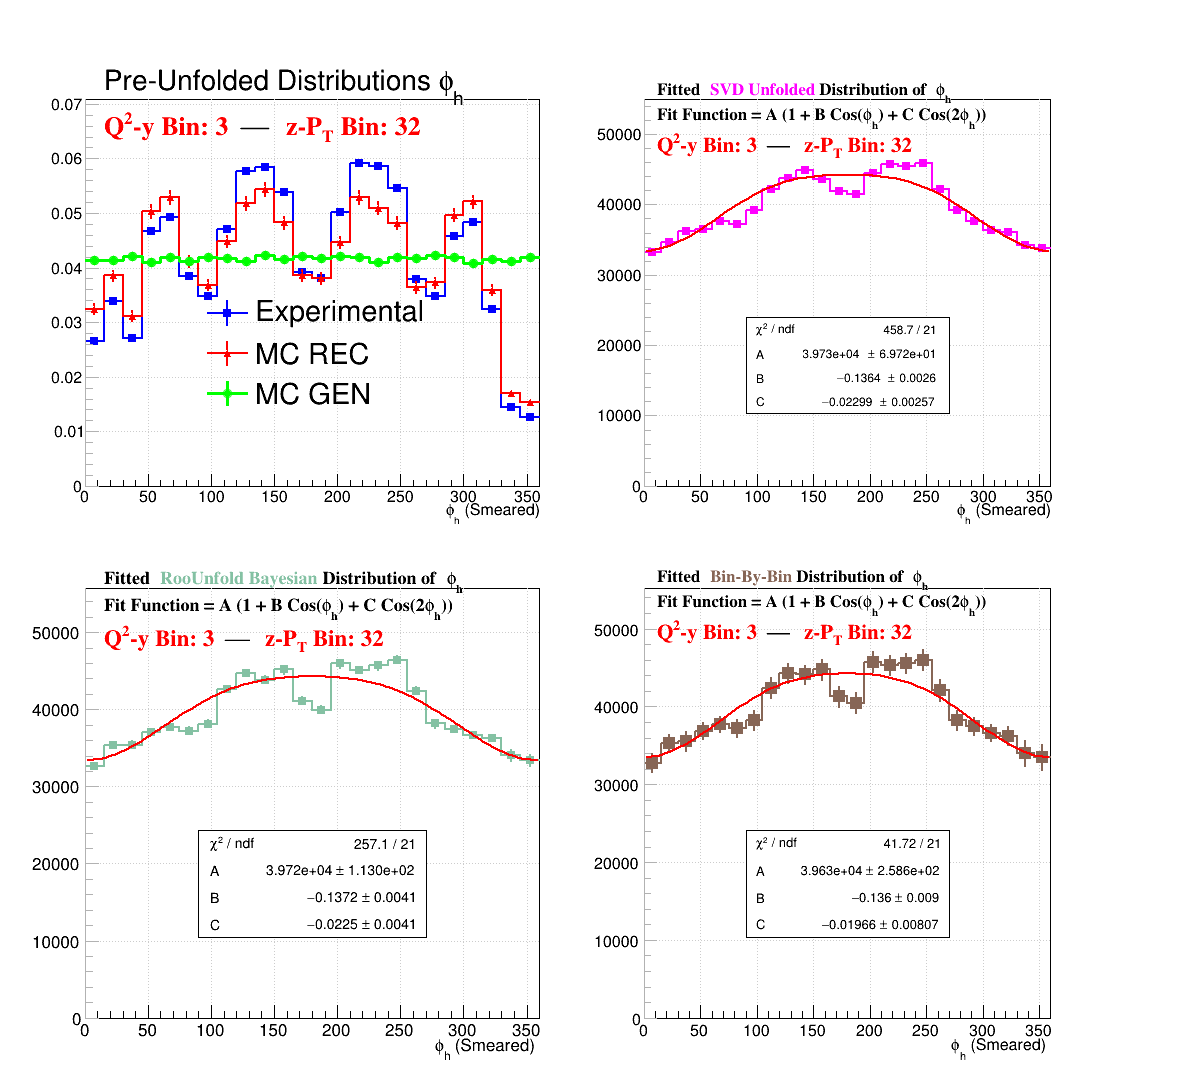 Pre-Unfolded Distributions ϕh
Q²-y Bin: 3 — z-PT Bin: 32
0.07
0.06
0.05
0.04
0.03
0.02
0.01
0
Experimental
MC REC
MC GEN
0 50 100 150 200 250 300 350
ϕh (Smeared)
Fitted SVD Unfolded Distribution of ϕh
Fit Function = A (1 + B Cos(ϕh) + C Cos(2ϕh))
Q²-y Bin: 3 — z-PT Bin: 32
50000
40000
30000
20000
10000
0
χ² / ndf 458.7 / 21
A 3.973e+04 ± 6.972e+01
B −0.1364 ± 0.0026
C −0.02299 ± 0.00257
0 50 100 150 200 250 300 350
ϕh (Smeared)
Fitted RooUnfold Bayesian Distribution of ϕh
Fit Function = A (1 + B Cos(ϕh) + C Cos(2ϕh))
Q²-y Bin: 3 — z-PT Bin: 32
50000
40000
30000
20000
10000
0
χ² / ndf 257.1 / 21
A 3.972e+04 ± 1.130e+02
B −0.1372 ± 0.0041
C −0.0225 ± 0.0041
0 50 100 150 200 250 300 350
ϕh (Smeared)
Fitted Bin-By-Bin Distribution of ϕh
Fit Function = A (1 + B Cos(ϕh) + C Cos(2ϕh))
Q²-y Bin: 3 — z-PT Bin: 32
50000
40000
30000
20000
10000
0
χ² / ndf 41.72 / 21
A 3.963e+04 ± 2.586e+02
B −0.136 ± 0.009
C −0.01966 ± 0.00807
0 50 100 150 200 250 300 350
ϕh (Smeared)